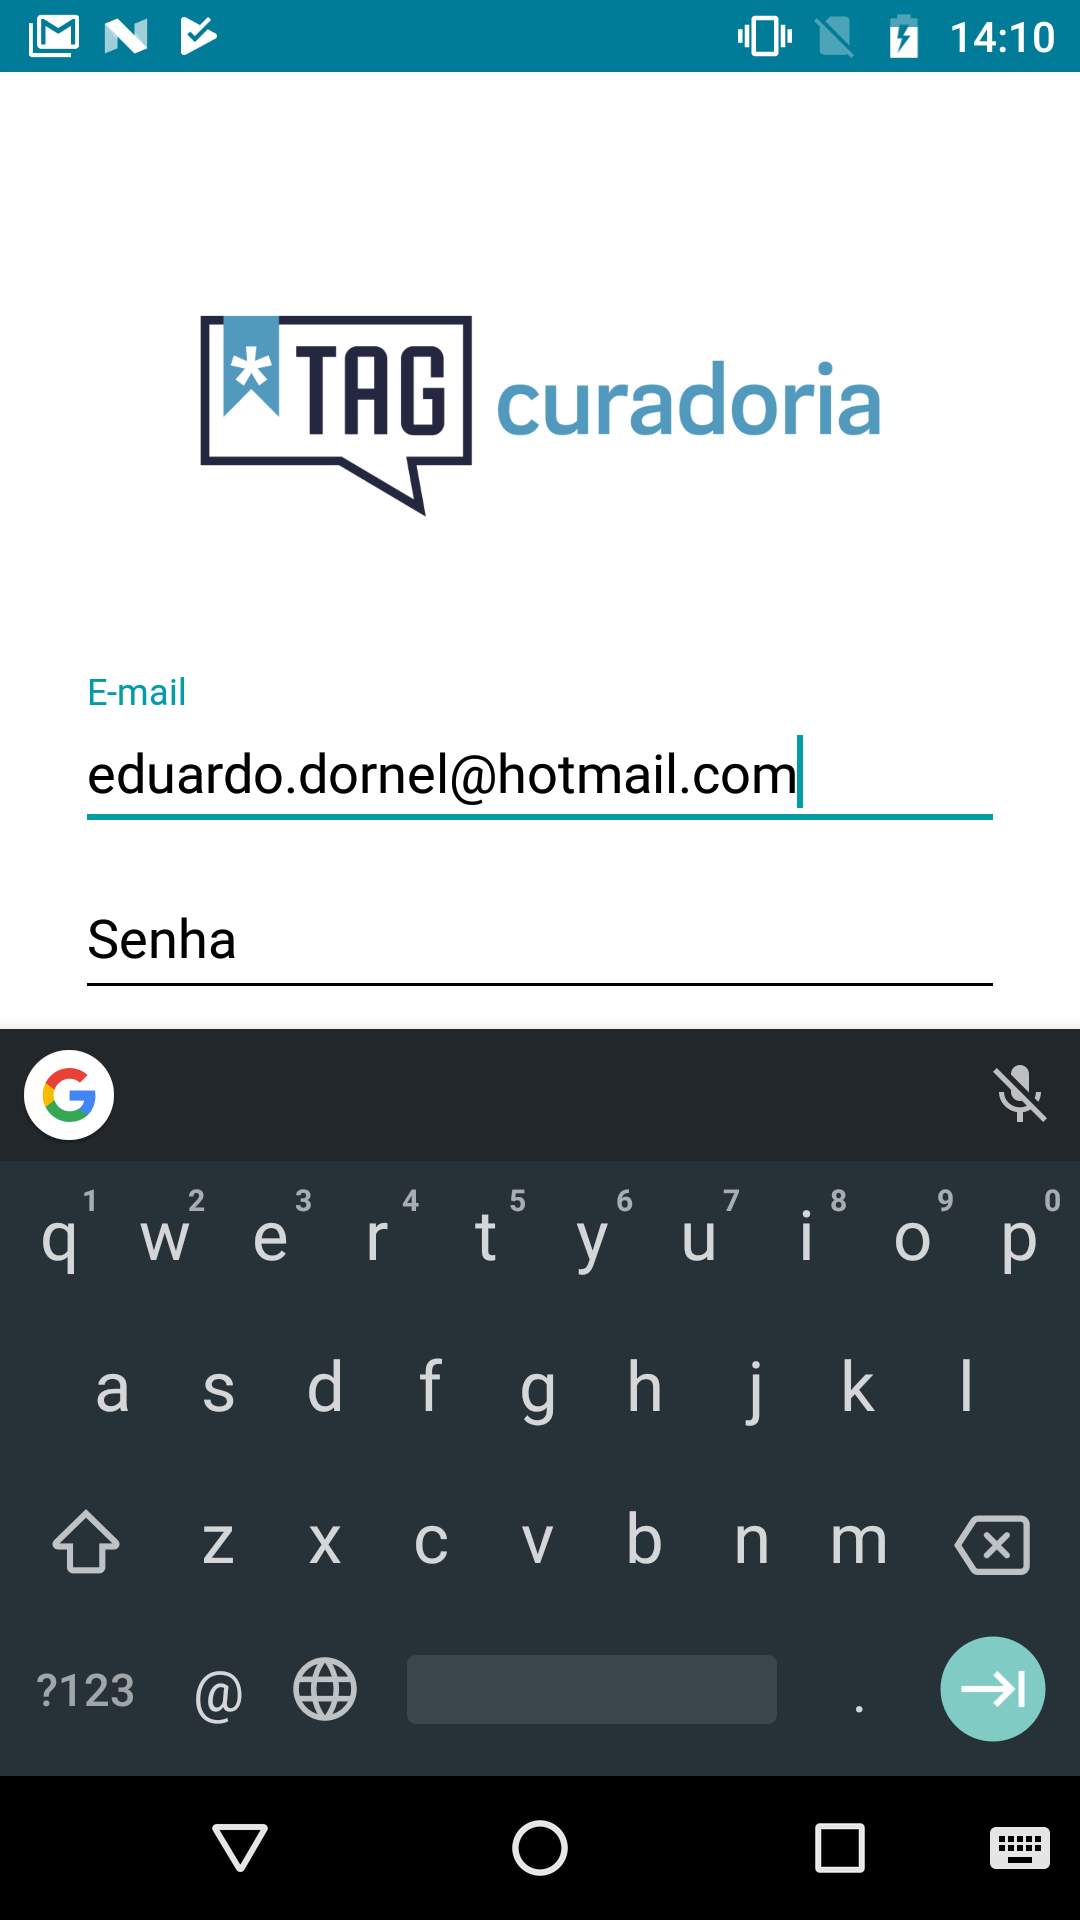 14:10
*TAG curadoria
E-mail
eduardo.dornel@hotmail.com
Senha
1 2 3 4 5 6 7 8 9 0
q w e r t y u i o p
a s d f g h j k l
z x c v b n m
?123 @ .